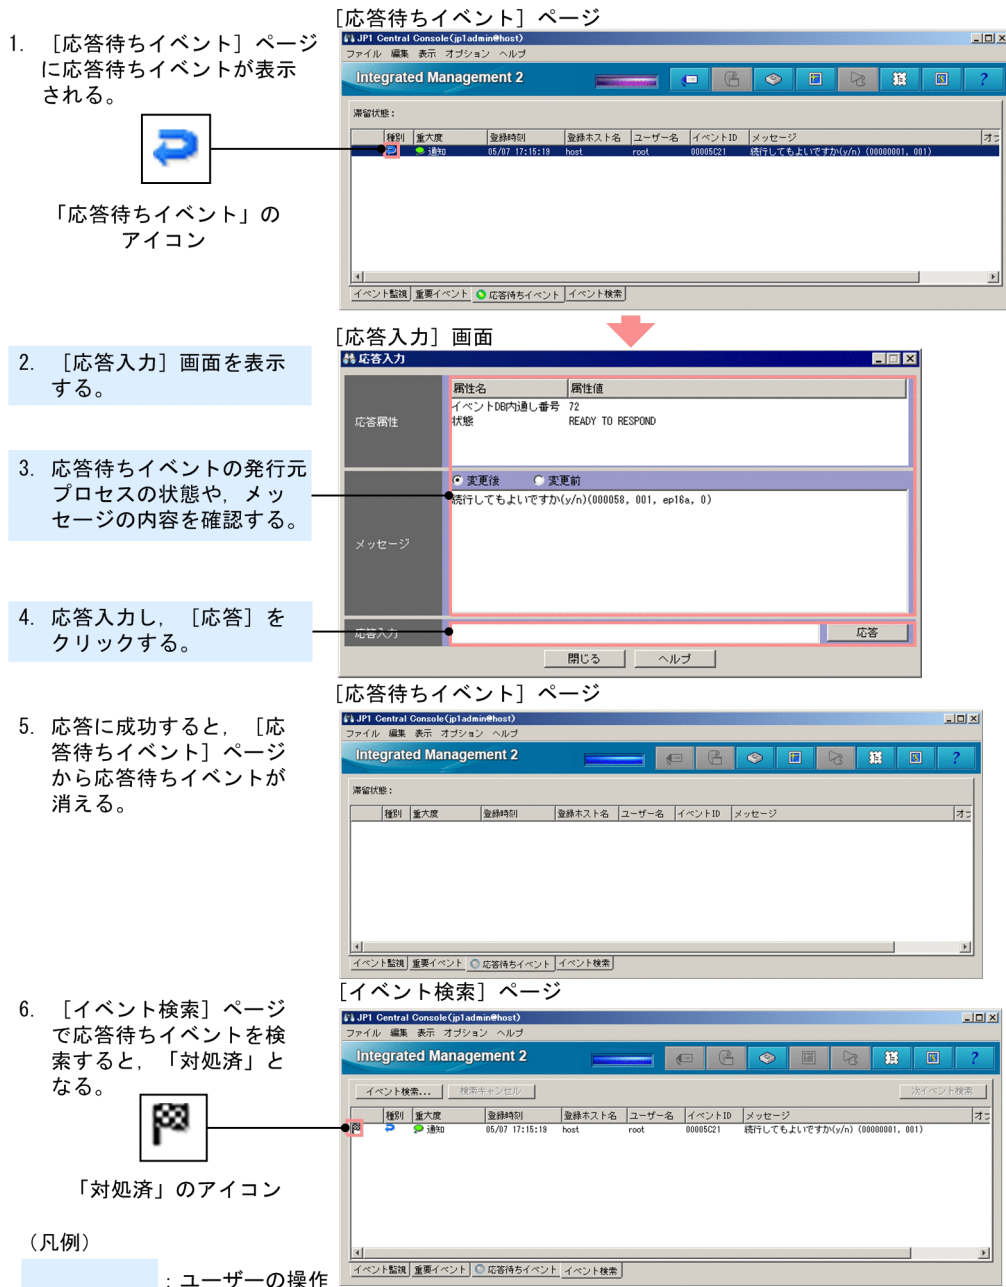 1. ［応答待ちイベント］ページ
に応答待ちイベントが表示
される。
「応答待ちイベント」の
アイコン
［応答待ちイベント］ページ
JP1 Central Console(jp1admin@host)
ファイル 編集 表示 オプション ヘルプ
Integrated Management 2
滞留状態：
種別 重大度 登録時刻 登録ホスト名 ユーザー名 イベントID メッセージ オブ
通知 05/07 17:15:19 host root 00005C21 続行してもよいですか(y/n) (00000001, 001)
イベント監視 重要イベント 応答待ちイベント イベント検索
2. ［応答入力］画面を表示
する。
3. 応答待ちイベントの発行元
プロセスの状態や，メッ
セージの内容を確認する。
4. 応答入力し，［応答］を
クリックする。
［応答入力］画面
応答入力
応答属性
属性名 属性値
イベントDB内通し番号 72
状態 READY TO RESPOND
メッセージ
変更後 変更前
続行してもよいですか(y/n)(000058, 001, ep16a, 0)
応答入力 応答
閉じる ヘルプ
5. 応答に成功すると，［応
答待ちイベント］ページ
から応答待ちイベントが
消える。
［応答待ちイベント］ページ
JP1 Central Console(jp1admin@host)
ファイル 編集 表示 オプション ヘルプ
Integrated Management 2
滞留状態：
種別 重大度 登録時刻 登録ホスト名 ユーザー名 イベントID メッセージ オブ
イベント監視 重要イベント 応答待ちイベント イベント検索
6. ［イベント検索］ページ
で応答待ちイベントを検
索すると，「対処済」と
なる。
「対処済」のアイコン
［イベント検索］ページ
JP1 Central Console(jp1admin@host)
ファイル 編集 表示 オプション ヘルプ
Integrated Management 2
イベント検索... 検索キャンセル 次イベント検索
種別 重大度 登録時刻 登録ホスト名 ユーザー名 イベントID メッセージ オブ
通知 05/07 17:15:19 host root 00005C21 続行してもよいですか(y/n) (00000001, 001)
イベント監視 重要イベント 応答待ちイベント イベント検索
（凡例）
：ユーザーの操作